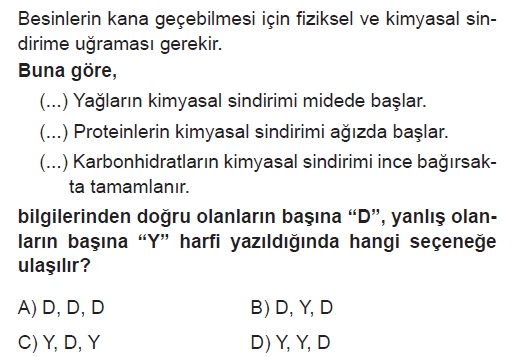 Besinlerin kana geçebilmesi için fiziksel ve kimyasal sin-
dirime uğraması gerekir.
Buna göre,
(...) Yağların kimyasal sindirimi midede başlar.
(...) Proteinlerin kimyasal sindirimi ağızda başlar.
(...) Karbonhidratların kimyasal sindirimi ince bağırsak-
ta tamamlanır.
bilgilerinden doğru olanların başına “D”, yanlış olan-
ların başına “Y” harfi yazıldığında hangi seçeneğe
ulaşılır?
A) D, D, D B) D, Y, D
C) Y, D, Y D) Y, Y, D